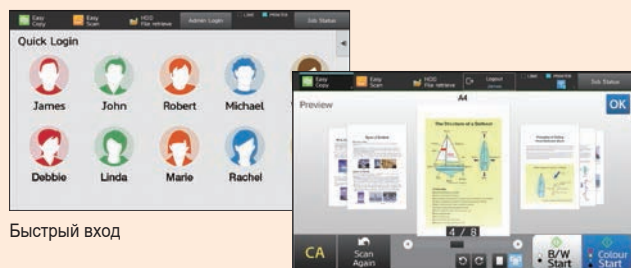 Easy Copy
Easy Scan
HDD File retrieve
Admin Login
Job Status
Quick Login
James
John
Robert
Michael
Debbie
Linda
Marie
Rachel
Быстрый вход
Easy Copy
Easy Scan
HDD File retrieve
Logout
Job Status
Preview
A4
OK
The Structure of a Sailboat
4 / 8
CA
Scan Again
B/W Start
Colour Start